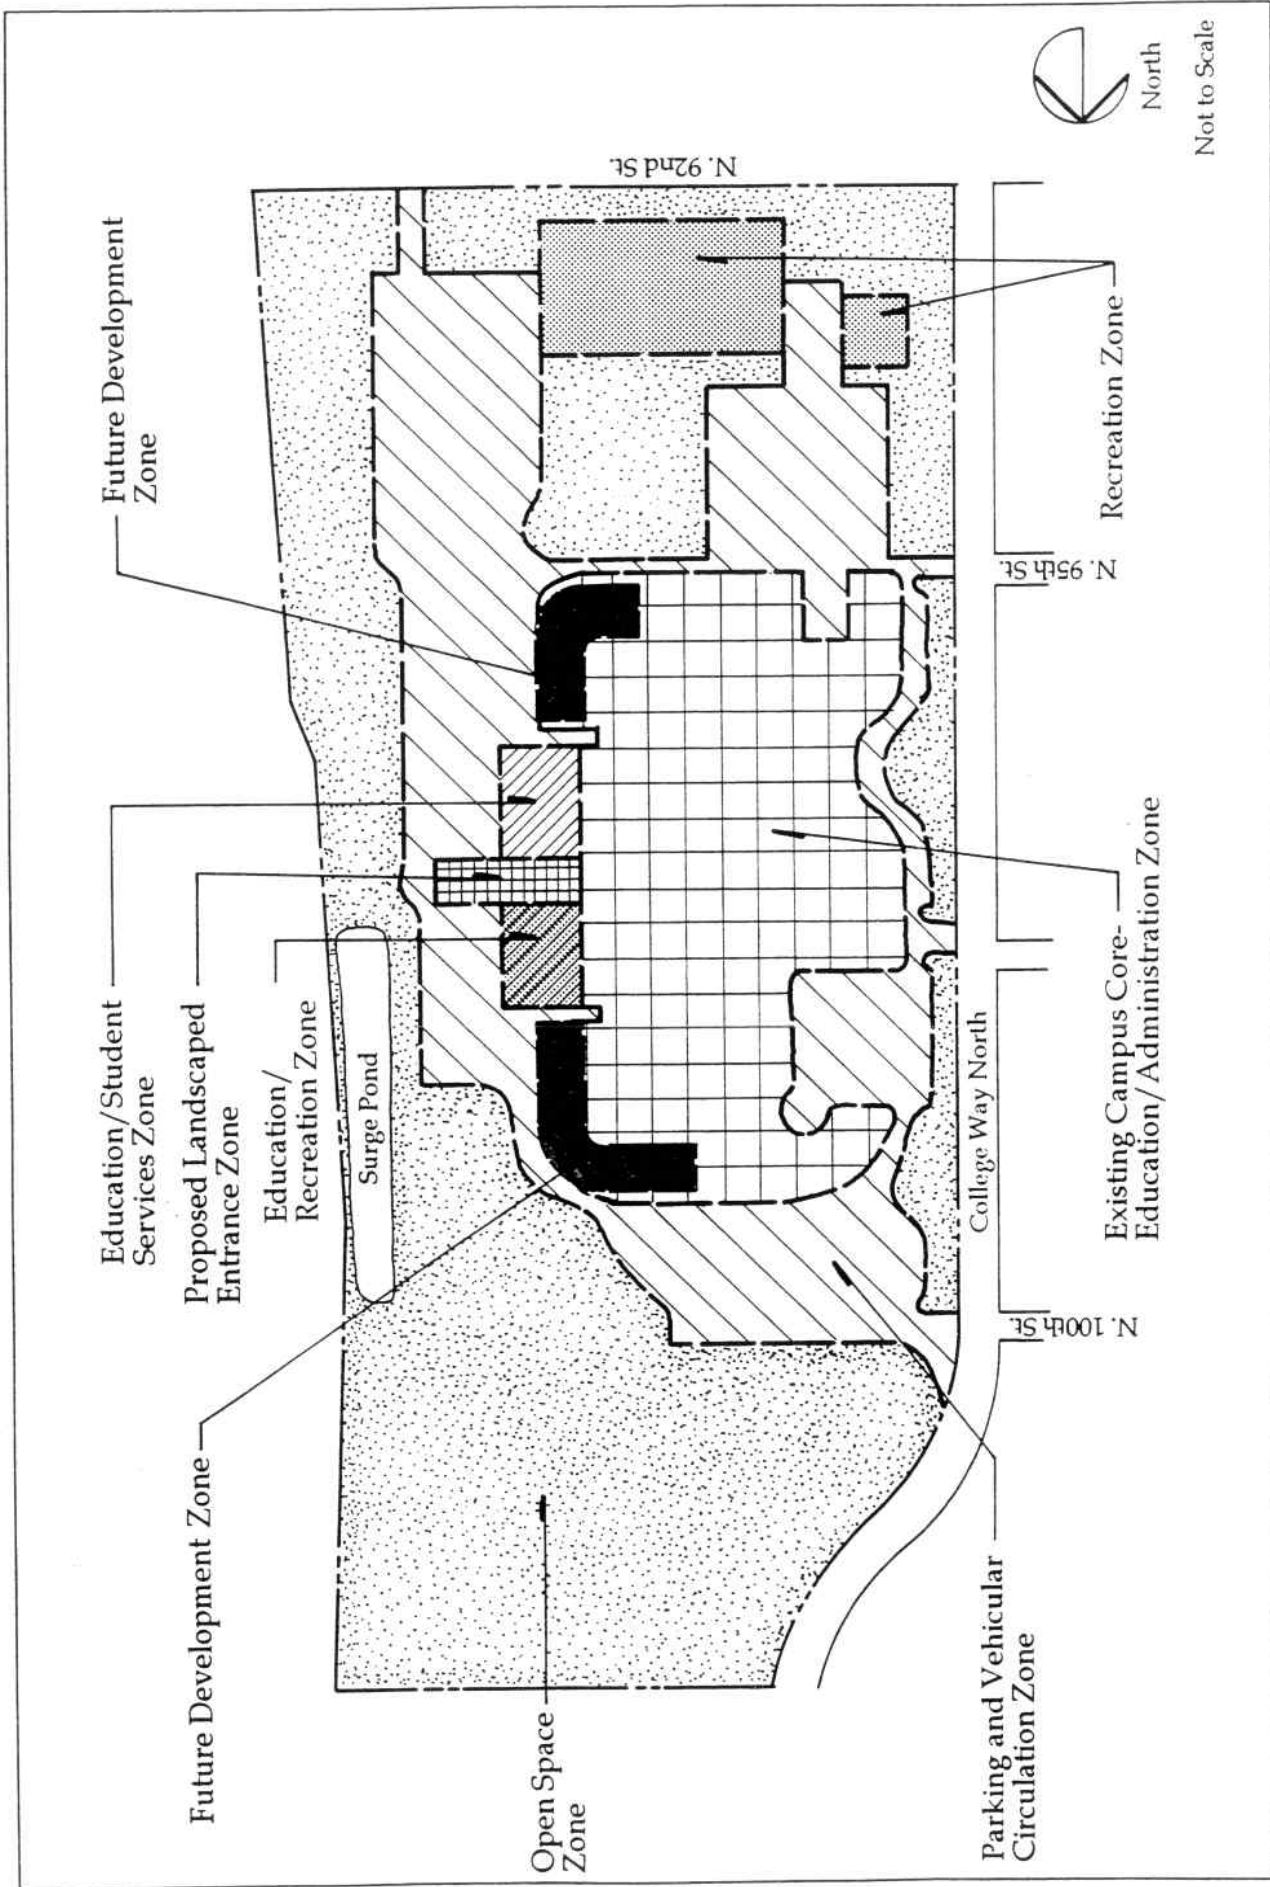 Future Development Zone
Open Space
Zone
Parking and Vehicular
Circulation Zone
Education/Student
Services Zone
Proposed Landscaped
Entrance Zone
Education/
Recreation Zone
Surge Pond
Future Development
Zone
N. 92nd St.
N. 95th St.
N. 100th St.
College Way North
Existing Campus Core-
Education/Administration Zone
Recreation Zone
North
Not to Scale